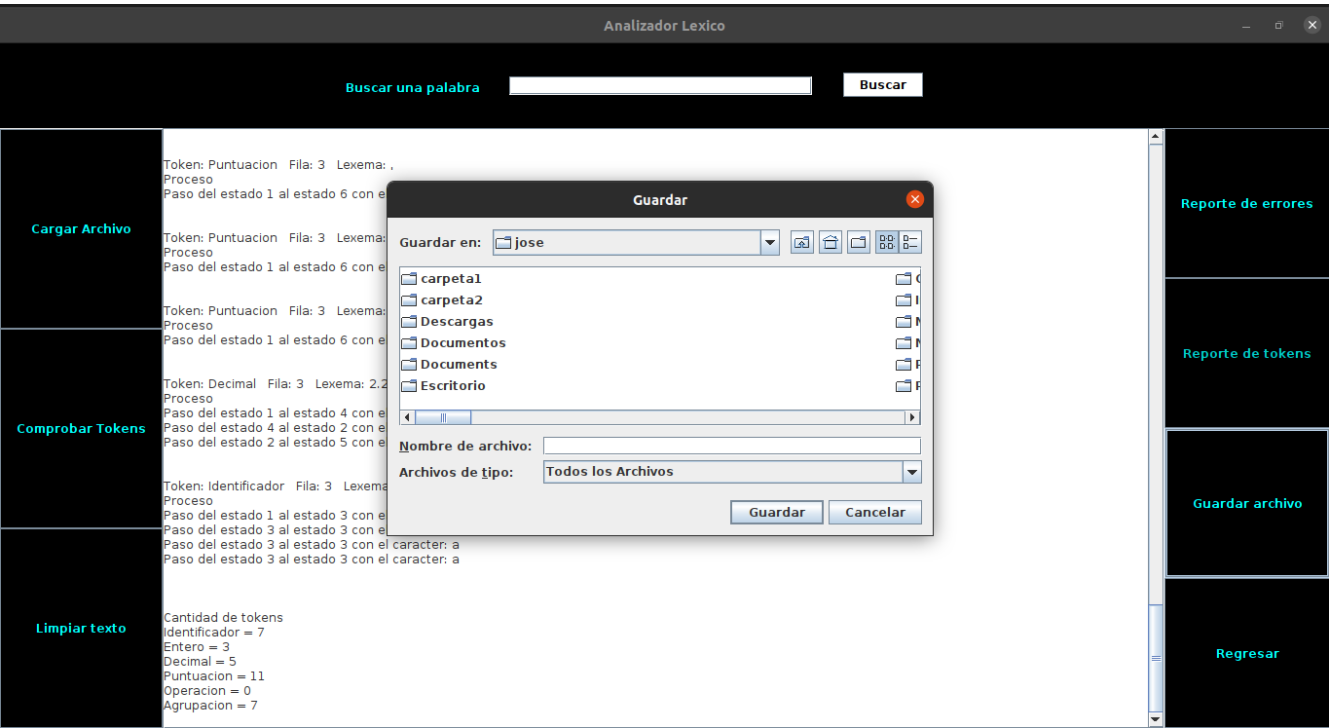 Analizador Lexico
Buscar una palabra
Buscar
Cargar Archivo
Comprobar Tokens
Limpiar texto
Token: Puntuacion   Fila: 3   Lexema: ,
Proceso
Paso del estado 1 al estado 6 con e
Token: Puntuacion   Fila: 3   Lexema:
Proceso
Paso del estado 1 al estado 6 con e
Token: Puntuacion   Fila: 3   Lexema:
Proceso
Paso del estado 1 al estado 6 con e
Token: Decimal   Fila: 3   Lexema: 2.2
Proceso
Paso del estado 1 al estado 4 con e
Paso del estado 4 al estado 2 con e
Paso del estado 2 al estado 5 con e
Token: Identificador   Fila: 3   Lexema
Proceso
Paso del estado 1 al estado 3 con e
Paso del estado 3 al estado 3 con e
Paso del estado 3 al estado 3 con el caracter: a
Paso del estado 3 al estado 3 con el caracter: a
Cantidad de tokens
Identificador = 7
Entero = 3
Decimal = 5
Puntuacion = 11
Operacion = 0
Agrupacion = 7
Guardar
Guardar en:
jose
carpeta1
carpeta2
Descargas
Documentos
Documents
Escritorio
Nombre de archivo:
Archivos de tipo:
Todos los Archivos
Guardar
Cancelar
Reporte de errores
Reporte de tokens
Guardar archivo
Regresar